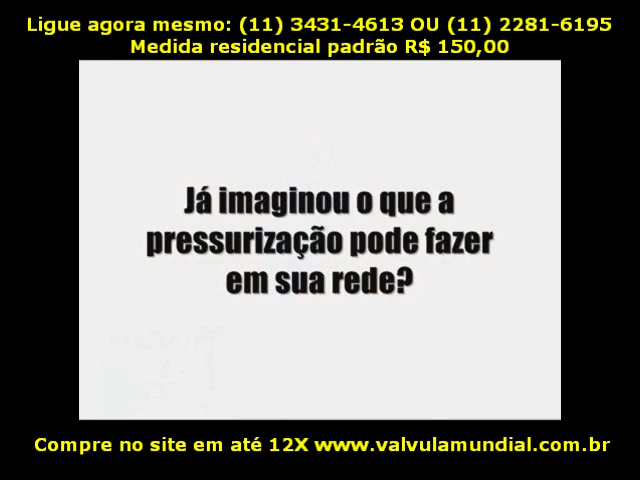 Ligue agora mesmo: (11) 3431-4613 OU (11) 2281-6195
Medida residencial padrão R$ 150,00
Já imaginou o que a
pressurização pode fazer
em sua rede?
Compre no site em até 12X www.valvulamundial.com.br